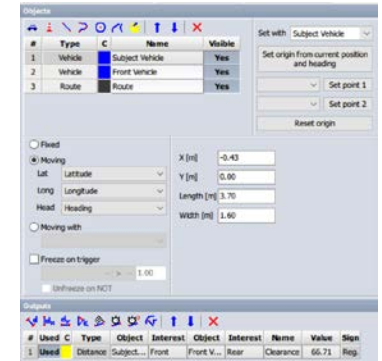 Objects
# Type C Name Visible
1 Vehicle Subject Vehicle Yes
2 Vehicle Front Vehicle Yes
3 Route Route Yes
Set with Subject Vehicle
Set origin from current position
and heading
Set point 1
Set point 2
Reset origin
Fixed
Moving
Lat Latitude
Long Longitude
Head Heading
Moving with
Freeze on trigger
> 1.00
Unfreeze on NOT
X [m] -0.43
Y [m] 0.00
Length [m] 3.70
Width [m] 1.60
Outputs
# Used C Type Object Interest Object Interest Name Value Sign
1 Used Distance Subject... Front Front V... Rear Clearance 66.71 Reg.